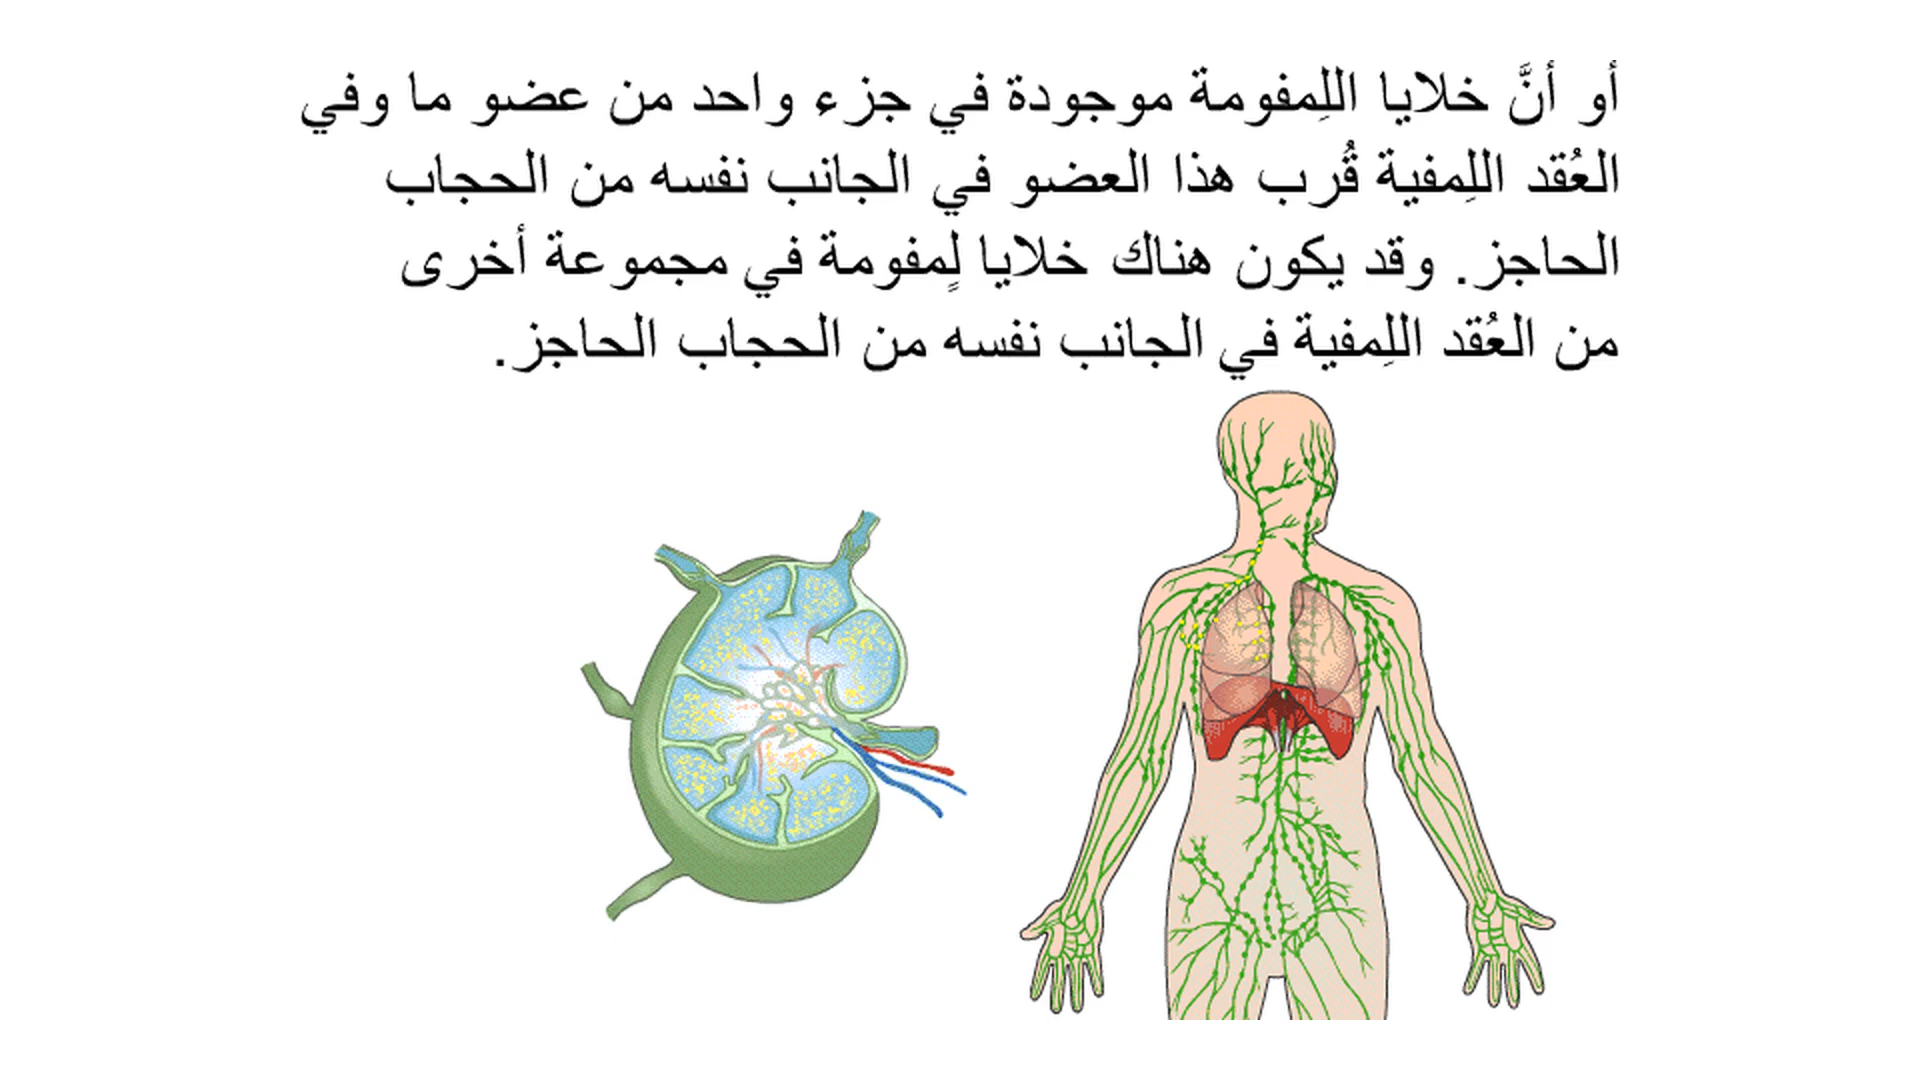 أو أنَّ خلايا اللِمفومة موجودة في جزء واحد من عضو ما وفي
العُقد اللِمفية قُرب هذا العضو في الجانب نفسه من الحجاب
الحاجز. وقد يكون هناك خلايا لٍمفومة في مجموعة أخرى
من العُقد اللِمفية في الجانب نفسه من الحجاب الحاجز.